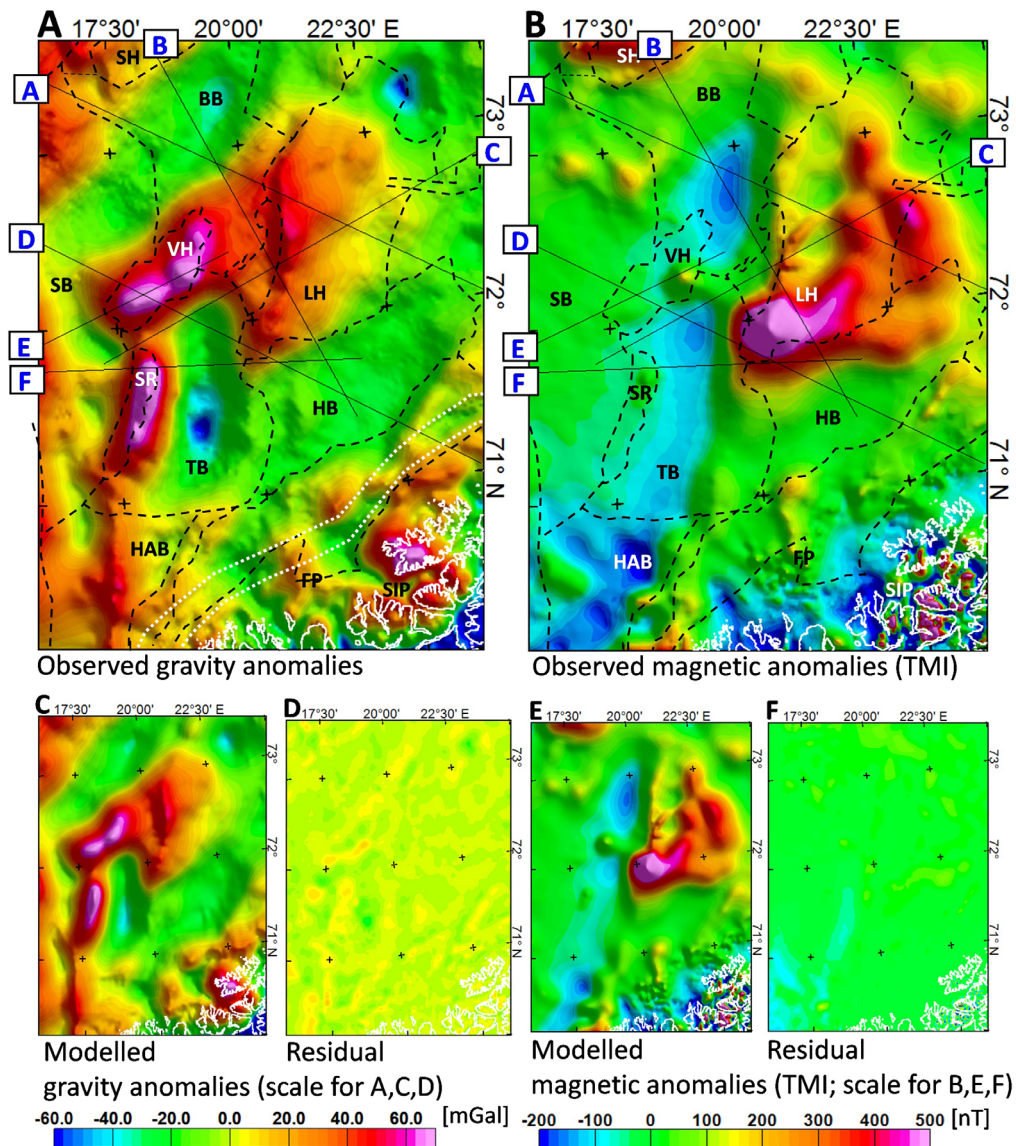 A 17°30' 20°00' 22°30' E
B
SH
A
BB
73°
C
D
VH
SB
LH
72°
E
F
SR
HB
TB
71° N
HAB
FP
SIP
Observed gravity anomalies
B 17°30' 20°00' 22°30' E
B
SH
A
BB
73°
C
D
VH
SB
LH
72°
E
F
SR
HB
TB
71° N
HAB
FP
SIP
Observed magnetic anomalies (TMI)
C 17°30' 20°00' 22°30' E
73°
72°
71° N
Modelled
D 17°30' 20°00' 22°30' E
73°
72°
71° N
Residual
gravity anomalies (scale for A,C,D)
-60.0 -40.0 -20.0 0.0 20.0 40.0 60.0 [mGal]
E 17°30' 20°00' 22°30' E
73°
72°
71° N
Modelled
F 17°30' 20°00' 22°30' E
73°
72°
71° N
Residual
magnetic anomalies (TMI; scale for B,E,F)
-200 -100 0 100 200 300 400 500 [nT]